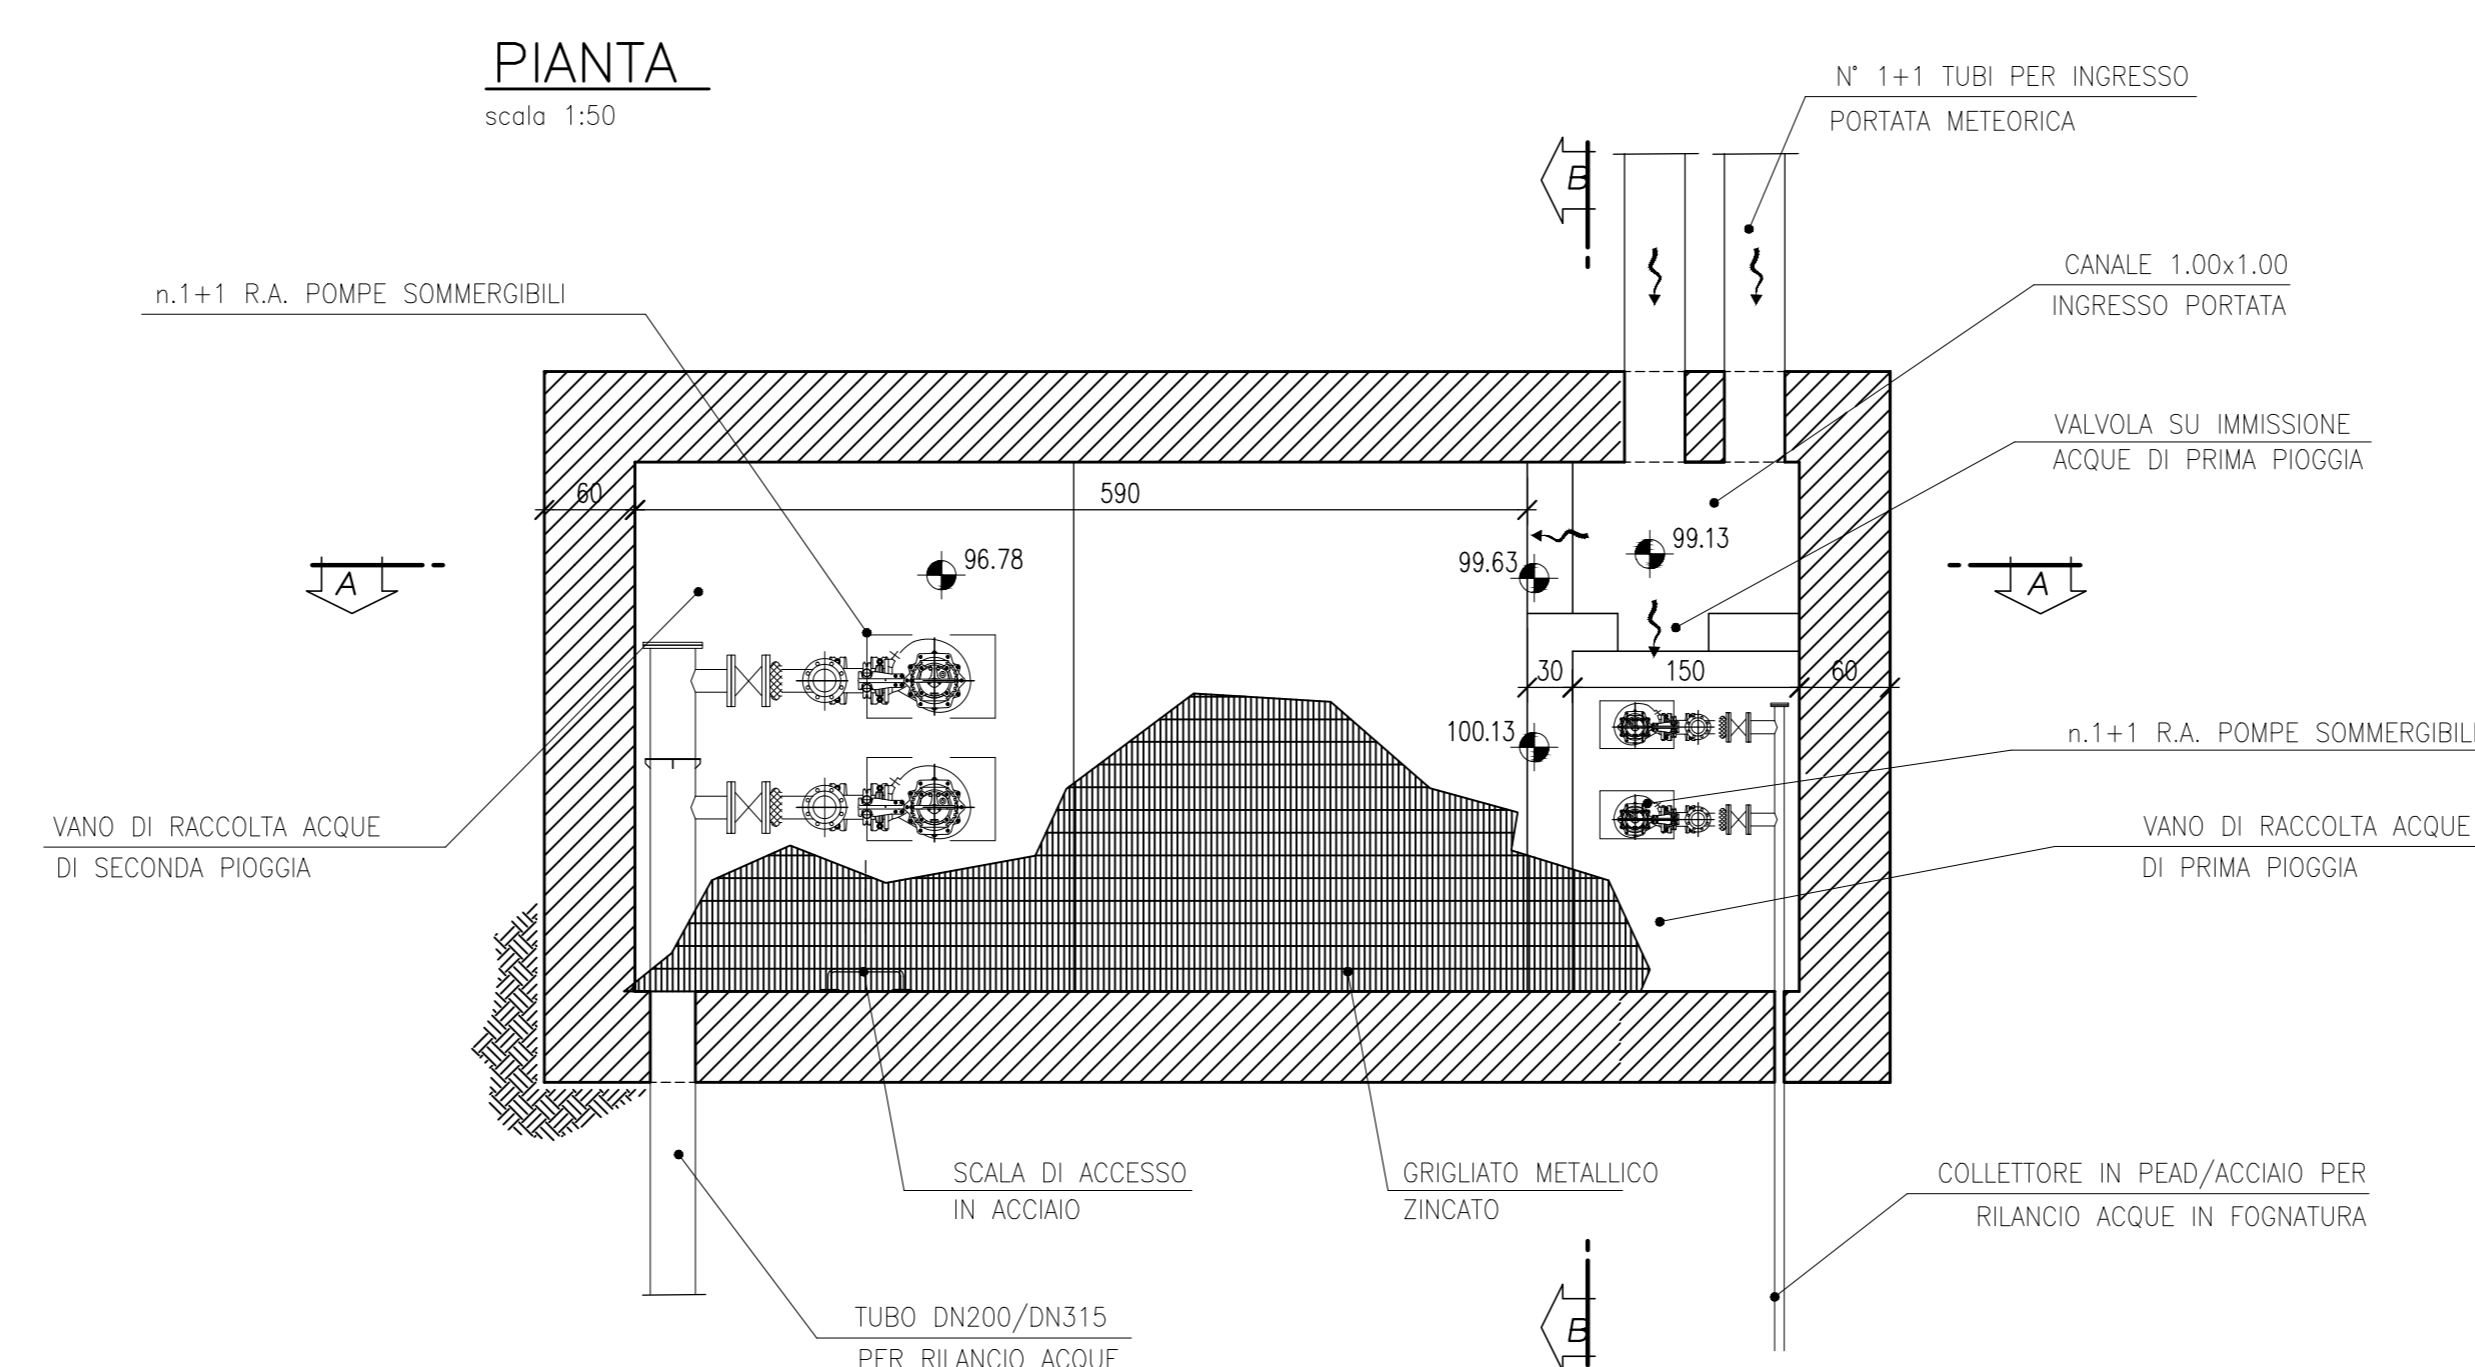 PIANTA
scala 1:50
N° 1+1 TUBI PER INGRESSO
PORTATA METEORICA
B
CANALE 1.00x1.00
INGRESSO PORTATA
n.1+1 R.A. POMPE SOMMERGIBILI
VALVOLA SU IMMISSIONE
ACQUE DI PRIMA PIOGGIA
60
590
99.13
96.78
99.63
A
A
30
150
60
100.13
n.1+1 R.A. POMPE SOMMERGIBILI
VANO DI RACCOLTA ACQUE
DI SECONDA PIOGGIA
VANO DI RACCOLTA ACQUE
DI PRIMA PIOGGIA
SCALA DI ACCESSO
IN ACCIAIO
GRIGLIATO METALLICO
ZINCATO
COLLETTORE IN PEAD/ACCIAIO PER
RILANCIO ACQUE IN FOGNATURA
TUBO DN200/DN315
PER RILANCIO ACQUE
B